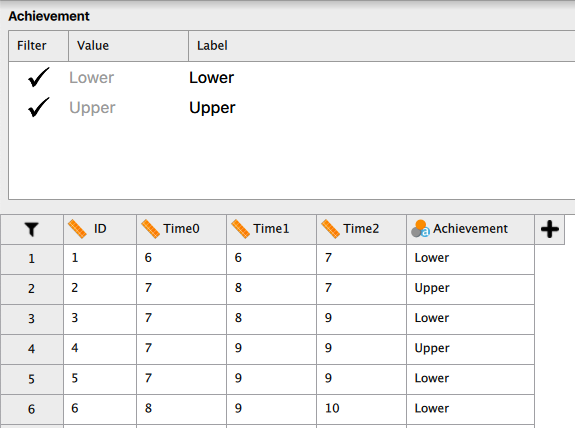 Achievement
Filter Value Label
Lower Lower
Upper Upper
ID Time0 Time1 Time2 a Achievement
1 1 6 6 7 Lower
2 2 7 8 7 Upper
3 3 7 8 9 Lower
4 4 7 9 9 Upper
5 5 7 9 9 Lower
6 6 8 9 10 Lower